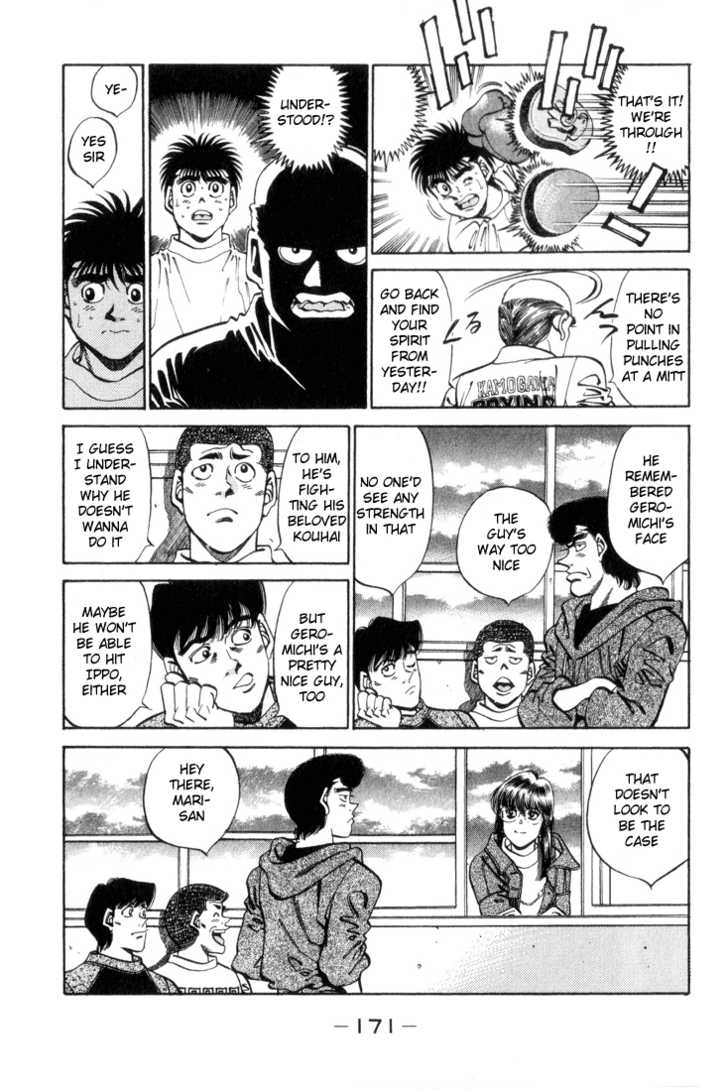 THAT'S IT!
WE'RE
THROUGH
!!
UNDER-
STOOD!?
YE-
YES
SIR
THERE'S
NO
POINT IN
PULLING
PUNCHES
AT A MITT
くる
GO BACK
AND FIND
YOUR
SPIRIT
FROM
YESTER-
DAY!!
KAMOGAWA
BOXING
HE
REMEM-
BERED
GERO-
MICHI'S
FACE
THE
GUY'S
WAY TOO
NICE
NO ONE'D
SEE ANY
STRENGTH
IN THAT
TO HIM,
HE'S
FIGH-
TING HIS
BELOVED
KOUHAI
I GUESS
I UNDER-
STAND
WHY HE
DOESN'T
WANNA
DO IT
BUT
GERO-
MICHI'S A
PRETTY
NICE GUY,
TOO
MAYBE
HE WON'T
BE ABLE
TO HIT
IPPO,
EITHER
THAT
DOESN'T
LOOK TO
BE THE
CASE
HEY
THERE,
MARI-
SAN
—171—